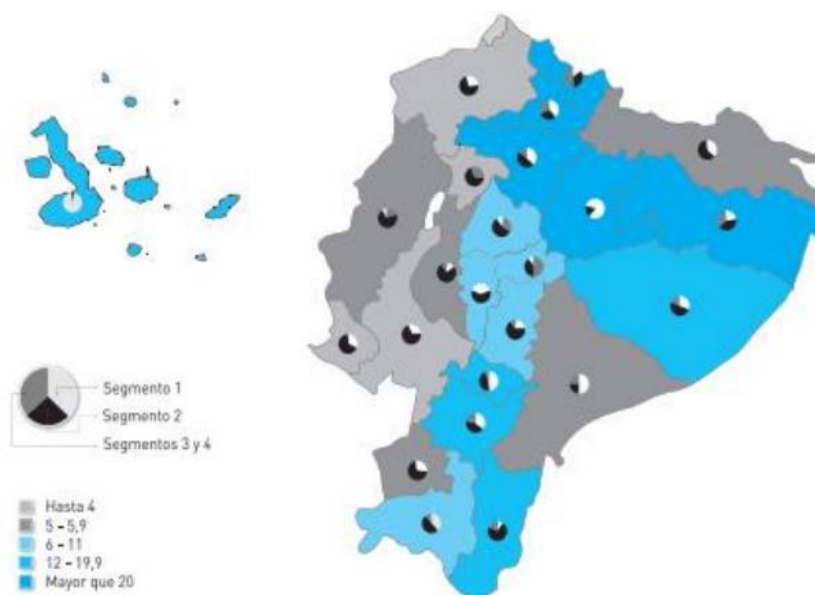 Segmento 1
Segmento 2
Segmentos 3 y 4
Hasta 4
5 - 5,9
6 - 11
12 - 19,9
Mayor que 20